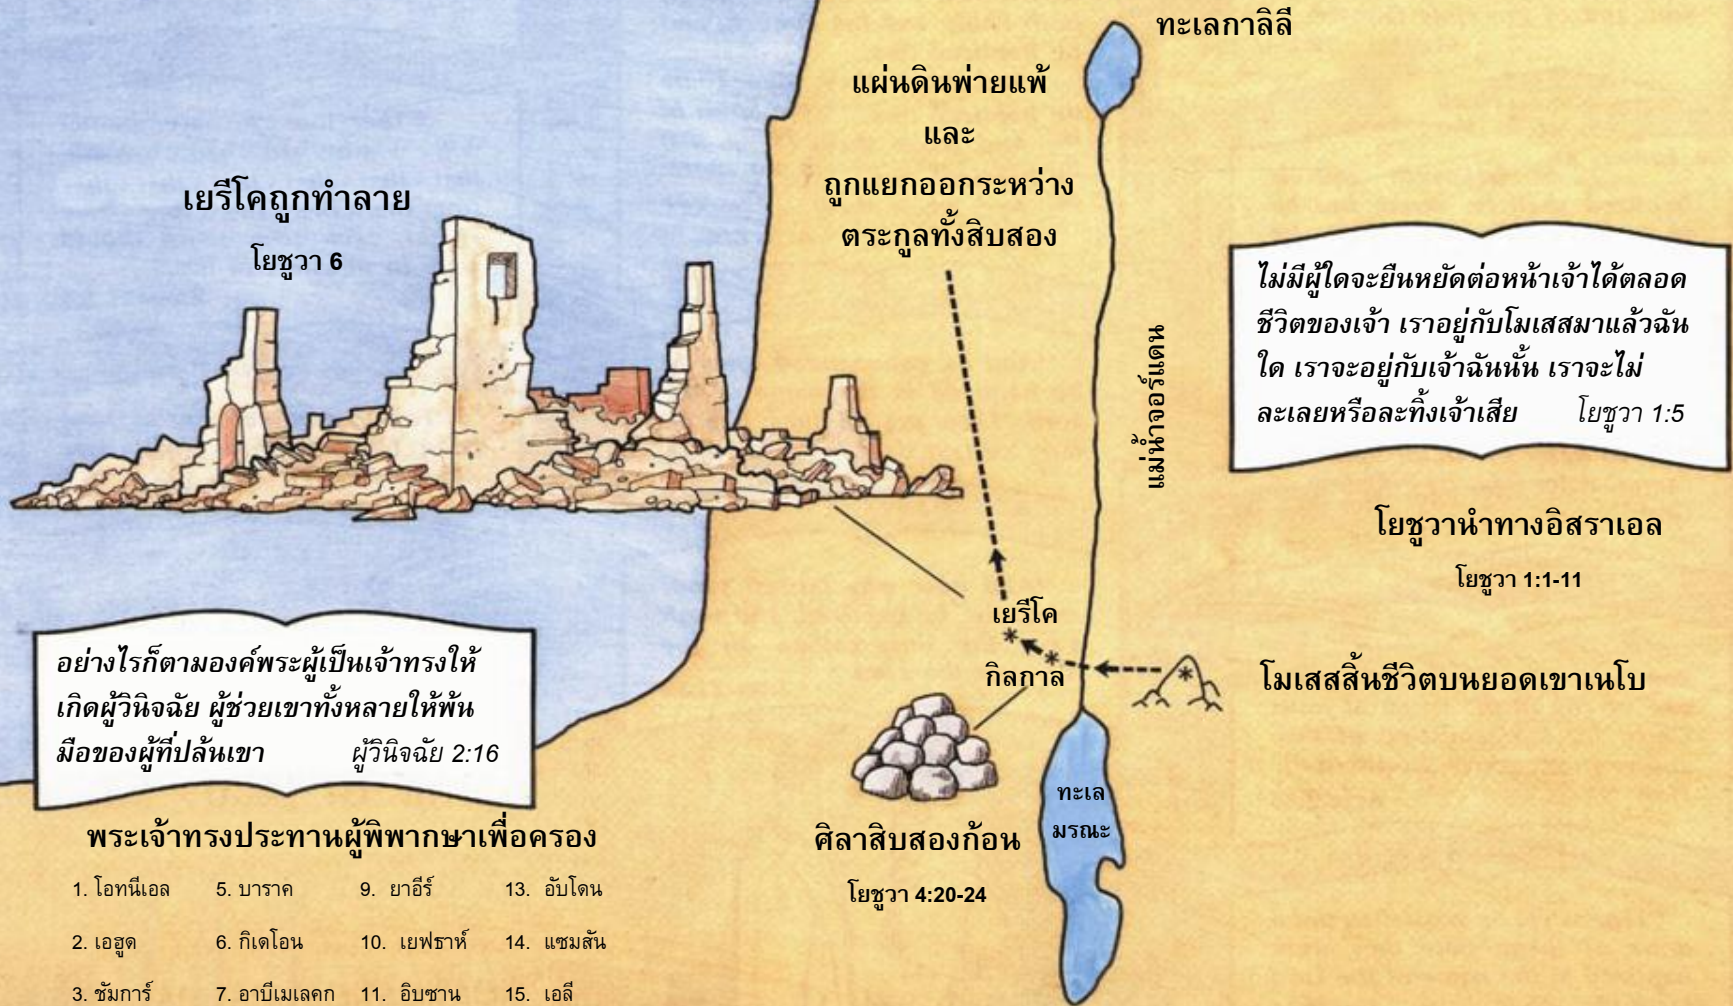 ทะเลกาลิลี
แผ่นดินพ่ายแพ้
และ
ถูกแยกออกระหว่าง
ตระกูลทั้งสิบสอง
เยรีโคถูกทำลาย
โยชูวา 6
ไม่มีผู้ใดจะยืนหยัดต่อหน้าเจ้าได้ตลอด
ชีวิตของเจ้า เราอยู่กับโมเสสมาแล้วฉัน
ใด เราจะอยู่กับเจ้าฉันนั้น เราจะไม่
ละเลยหรือละทิ้งเจ้าเสีย โยชูวา 1:5
แม่น้ำจอร์แดน
โยชูวานำทางอิสราเอล
โยชูวา 1:1-11
เยรีโค
กิลกาล
โมเสสสิ้นชีวิตบนยอดเขาเนโบ
อย่างไรก็ตามองค์พระผู้เป็นเจ้าทรงให้
เกิดผู้วินิจฉัย ผู้ช่วยเขาทั้งหลายให้พ้น
มือของผู้ที่ปล้นเขา ผู้วินิจฉัย 2:16
ทะเล
มรณะ
ศิลาสิบสองก้อน
โยชูวา 4:20-24
พระเจ้าทรงประทานผู้พิพากษาเพื่อครอง
1. โอทนีเอล 5. บาราค 9. ยาอีร์ 13. อับโดน
2. เอฮูด 6. กิเดโอน 10. เยฟธาห์ 14. แซมสัน
3. ชัมการ์ 7. อาบีเมเลคก 11. อิบซาน 15. เอลี